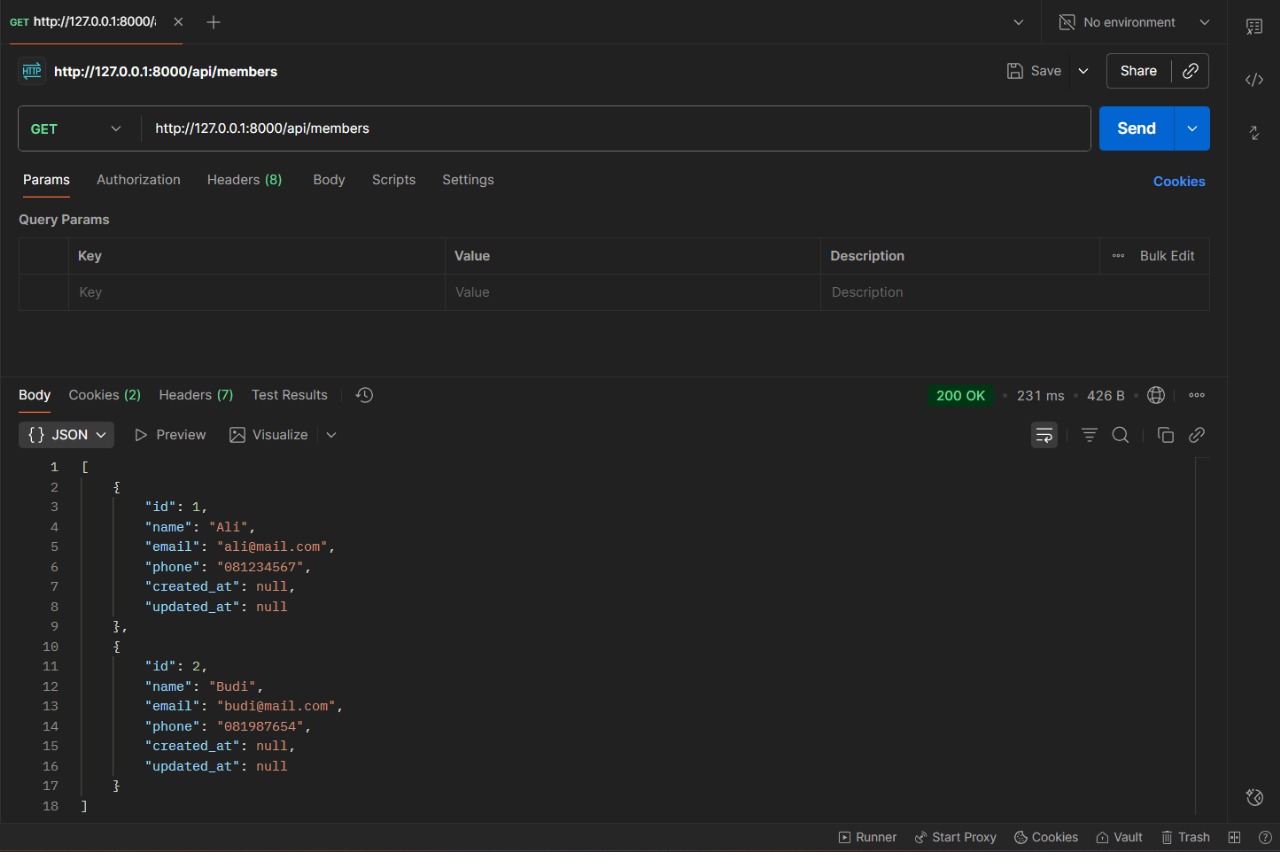 GET http://127.0.0.1:8000/a
No environment
HTTP http://127.0.0.1:8000/api/members
Save
Share
GET http://127.0.0.1:8000/api/members
Send
Params Authorization Headers (8) Body Scripts Settings
Cookies
Query Params
Key Value Description Bulk Edit
Key Value Description
Body Cookies (2) Headers (7) Test Results
200 OK • 231 ms • 426 B
{} JSON Preview Visualize
1 [
2 {
3 "id": 1,
4 "name": "Ali",
5 "email": "ali@mail.com",
6 "phone": "081234567",
7 "created_at": null,
8 "updated_at": null
9 },
10 {
11 "id": 2,
12 "name": "Budi",
13 "email": "budi@mail.com",
14 "phone": "081987654",
15 "created_at": null,
16 "updated_at": null
17 }
18 ]
Runner Start Proxy Cookies Vault Trash